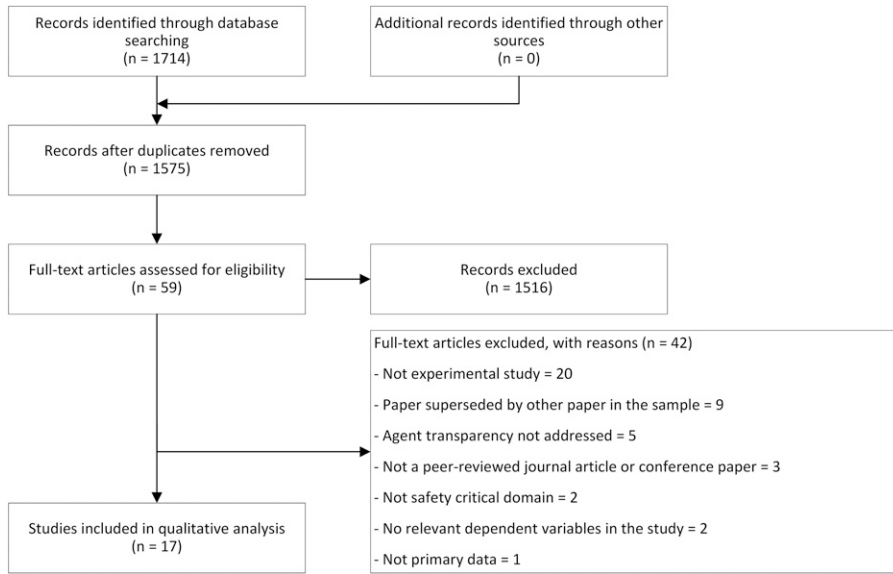 Records identified through database
searching
(n = 1714)
Additional records identified through other
sources
(n = 0)
Records after duplicates removed
(n = 1575)
Full-text articles assessed for eligibility
(n = 59)
Records excluded
(n = 1516)
Full-text articles excluded, with reasons (n = 42)
- Not experimental study = 20
- Paper superseded by other paper in the sample = 9
- Agent transparency not addressed = 5
- Not a peer-reviewed journal article or conference paper = 3
- Not safety critical domain = 2
- No relevant dependent variables in the study = 2
- Not primary data = 1
Studies included in qualitative analysis
(n = 17)